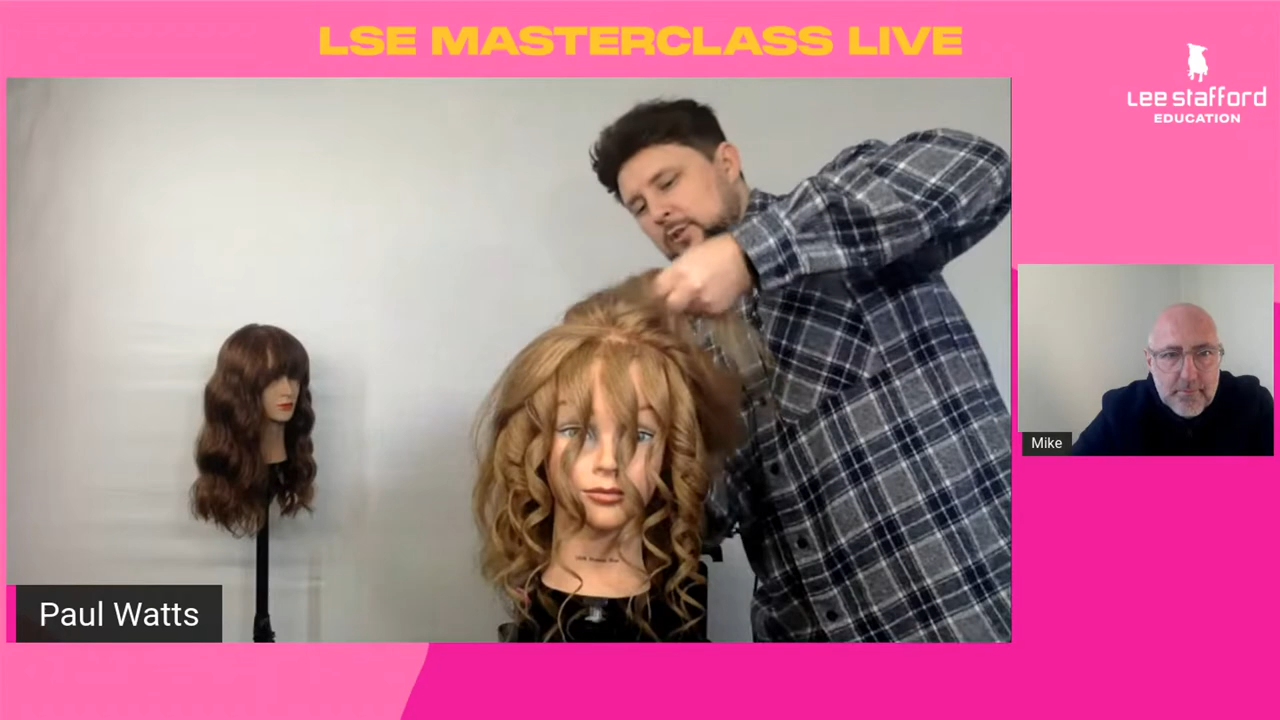 LSE MASTERCLASS LIVE
Lee Stafford
EDUCATION
Mike
Paul Watts